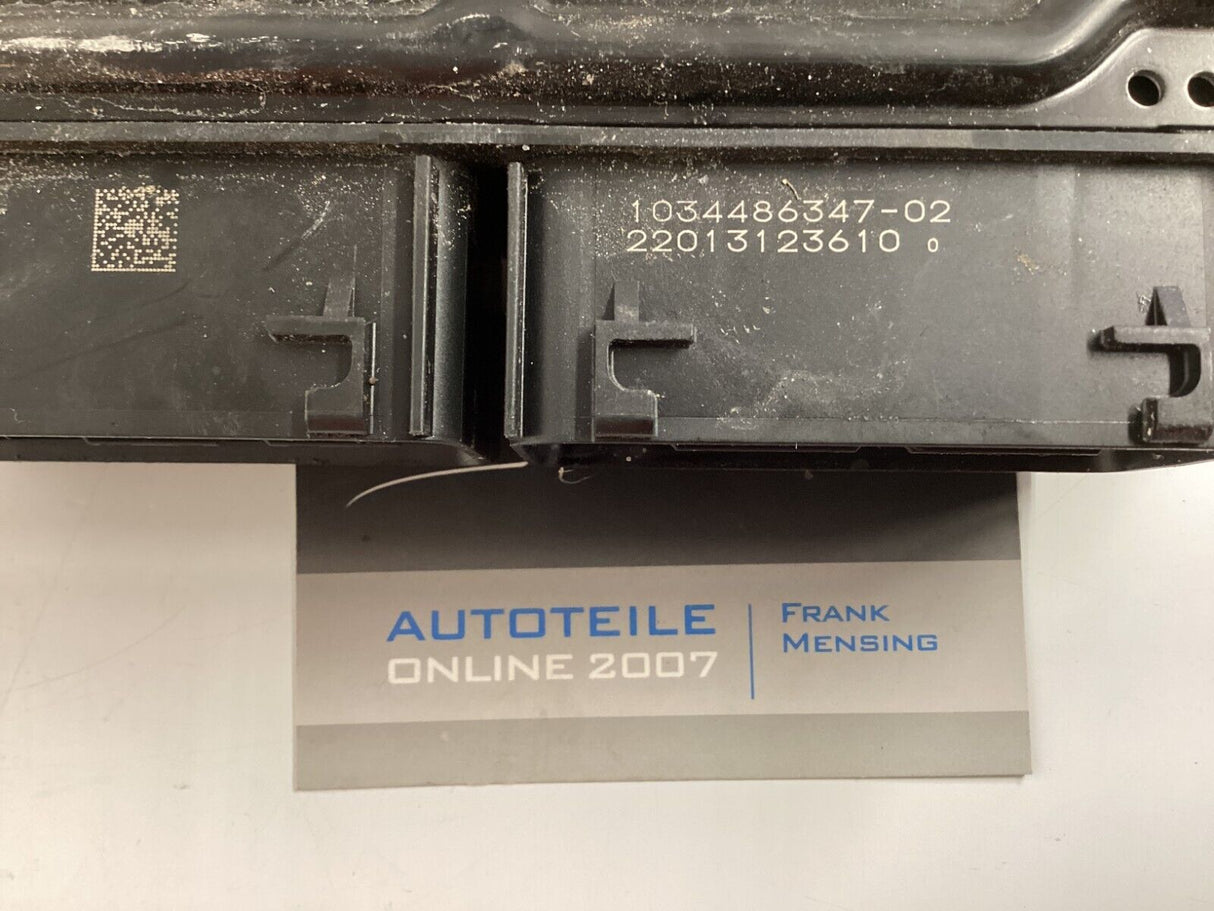 1034486347-02
22013123610 0
AUTOTEILE
ONLINE 2007
FRANK
MENSING